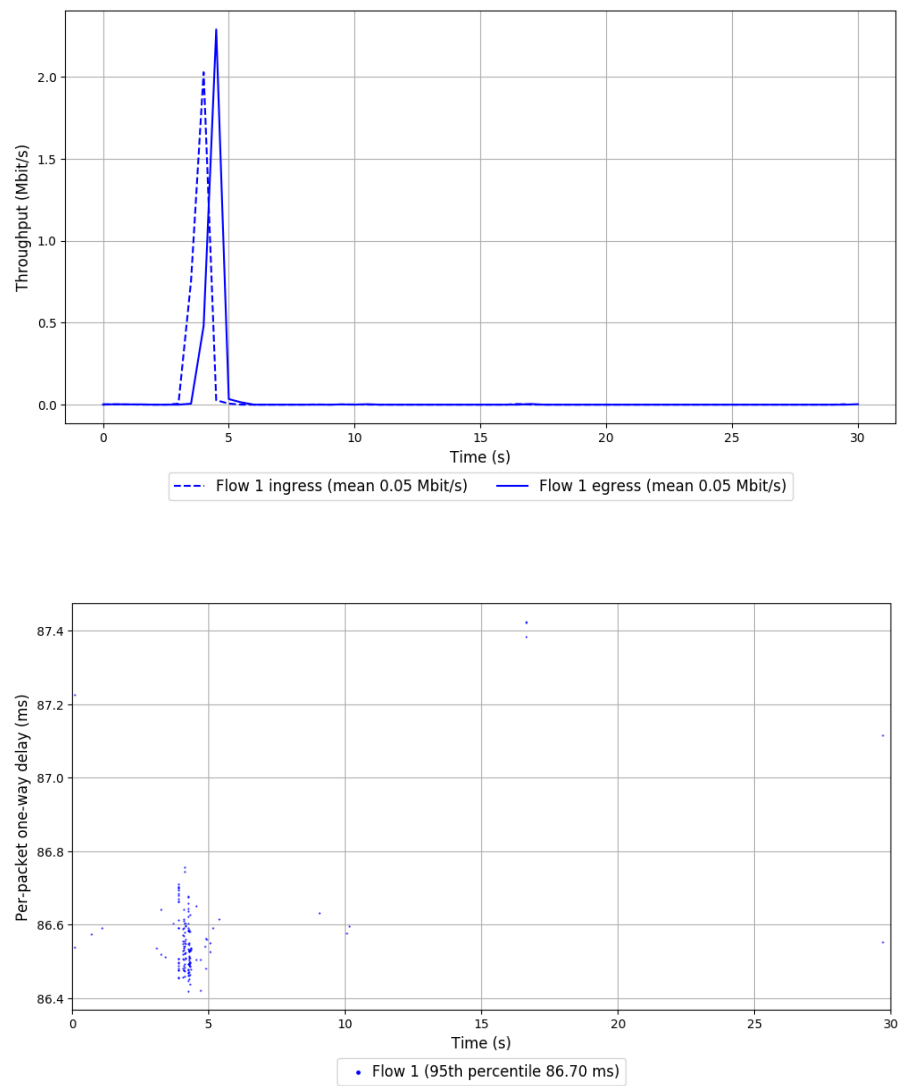 2.0
1.5
1.0
0.5
0.0
Throughput (Mbit/s)
0 5 10 15 20 25 30
Time (s)
Flow 1 ingress (mean 0.05 Mbit/s) Flow 1 egress (mean 0.05 Mbit/s)
87.4
87.2
87.0
86.8
86.6
86.4
Per-packet one-way delay (ms)
0 5 10 15 20 25 30
Time (s)
Flow 1 (95th percentile 86.70 ms)